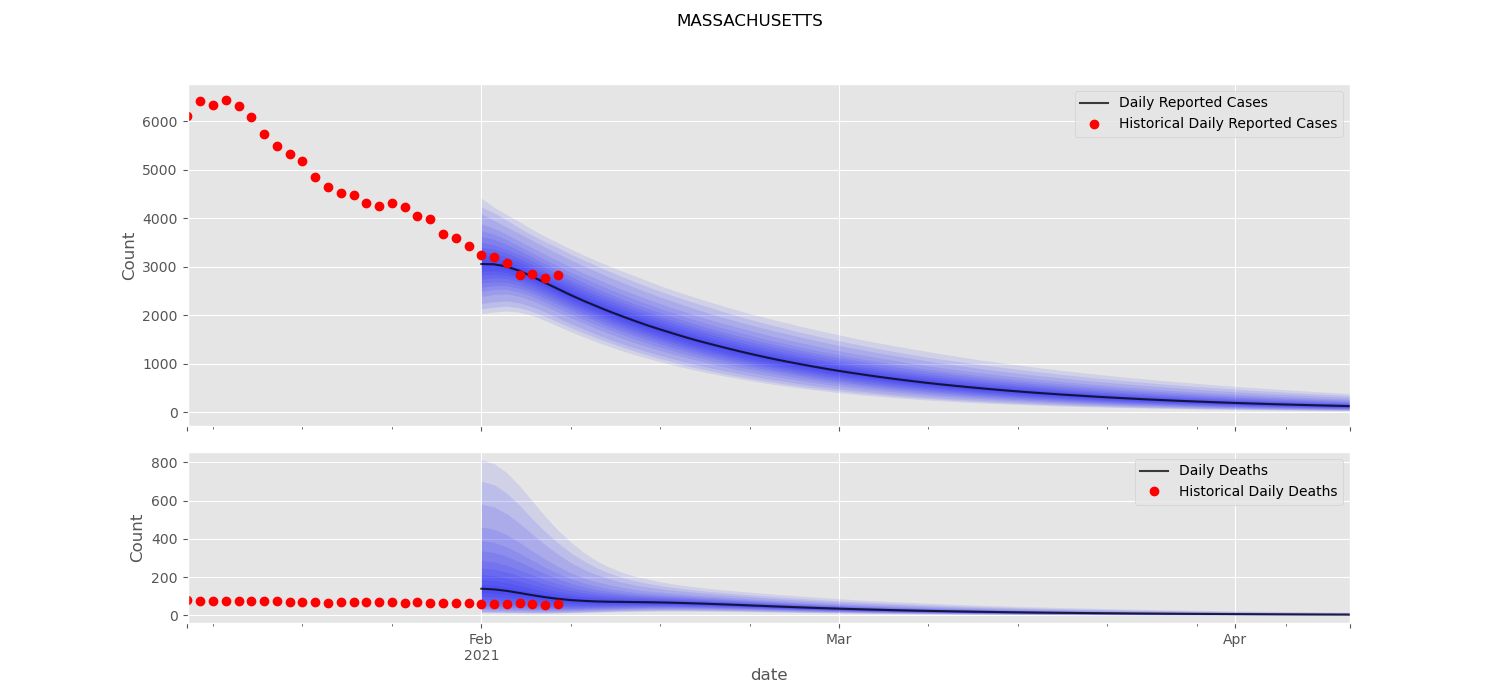 MASSACHUSETTS
Daily Reported Cases
Historical Daily Reported Cases
Count
6000
5000
4000
3000
2000
1000
0
Daily Deaths
Historical Daily Deaths
Count
800
600
400
200
0
Feb
2021
Mar
Apr
date